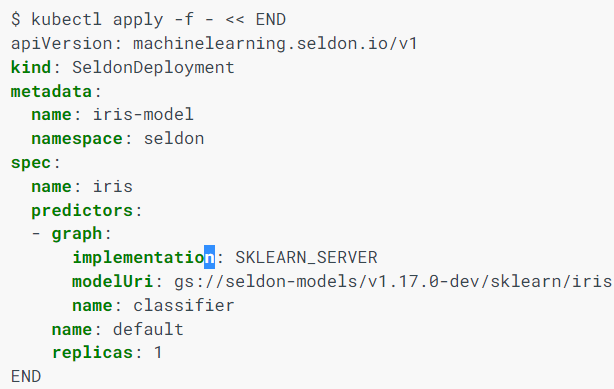 $ kubectl apply -f - << END
apiVersion: machinelearning.seldon.io/v1
kind: SeldonDeployment
metadata:
  name: iris-model
  namespace: seldon
spec:
  name: iris
  predictors:
  - graph:
      implementation: SKLEARN_SERVER
      modelUri: gs://seldon-models/v1.17.0-dev/sklearn/iris
      name: classifier
    name: default
    replicas: 1
END